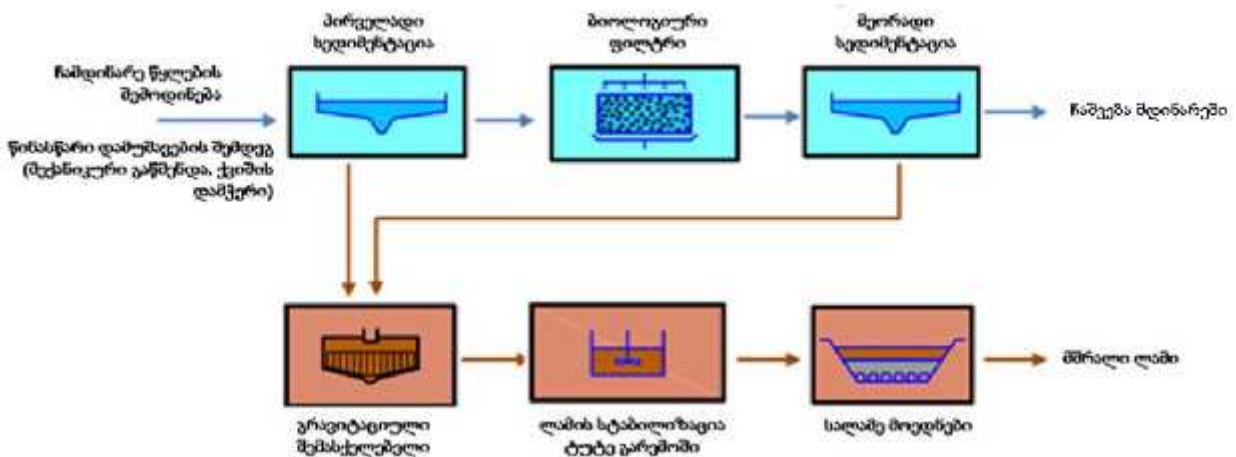 პირველადი
სედიმენტაცია
ბიოლოგიური
ფილტრი
მეორადი
სედიმენტაცია
ჩამდინარე წყლების
შემოდინება
ჩაშვება მდინარეში
წინასწარი დამუშავების შემდეგ
(მექანიკური გაწმენდა, ქვიშის
დამჭერი)
გრავიტაციული
შემასქელებელი
ლამის სტაბილიზაცია
ტუტე გარემოში
სალამე მოედნები
მშრალი ლამი